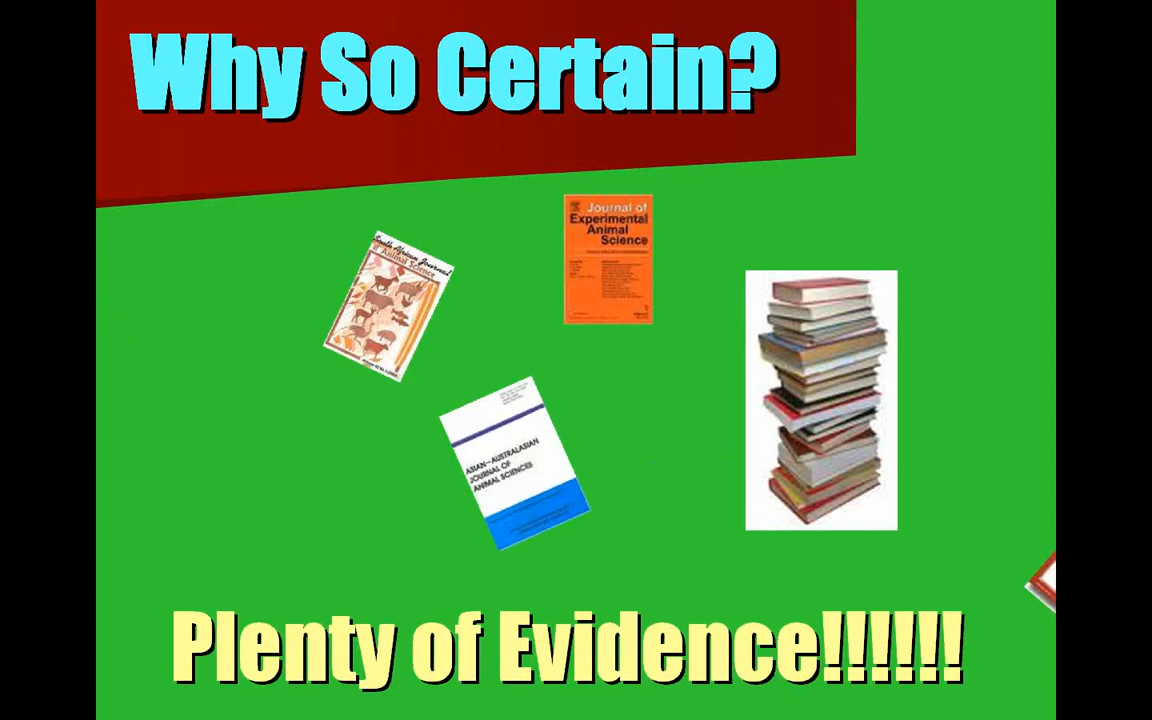 Why So Certain?
South African Journal
of Animal Science
Journal of
Experimental
Animal
Science
ASIAN-AUSTRALASIAN
JOURNAL OF
ANIMAL SCIENCES
Plenty of Evidence!!!!!!